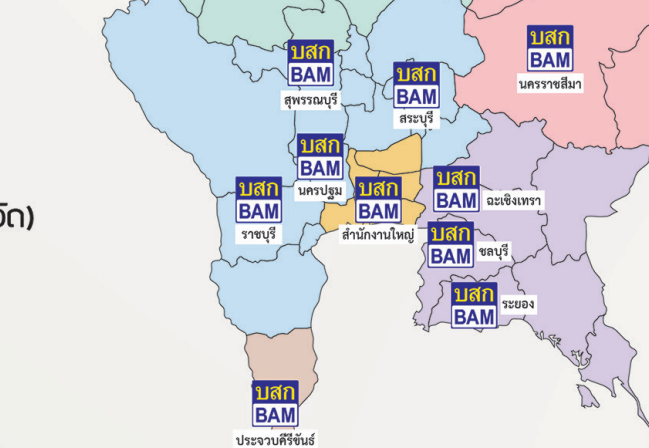 บสก
BAM
นครราชสีมา
บสก
BAM
สุพรรณบุรี
บสก
BAM
สระบุรี
บสก
BAM
นครปฐม
บสก
BAM
ราชบุรี
บสก
BAM
สำนักงานใหญ่
บสก
BAM
ฉะเชิงเทรา
บสก
BAM
ชลบุรี
บสก
BAM
ระยอง
บสก
BAM
ประจวบคีรีขันธ์